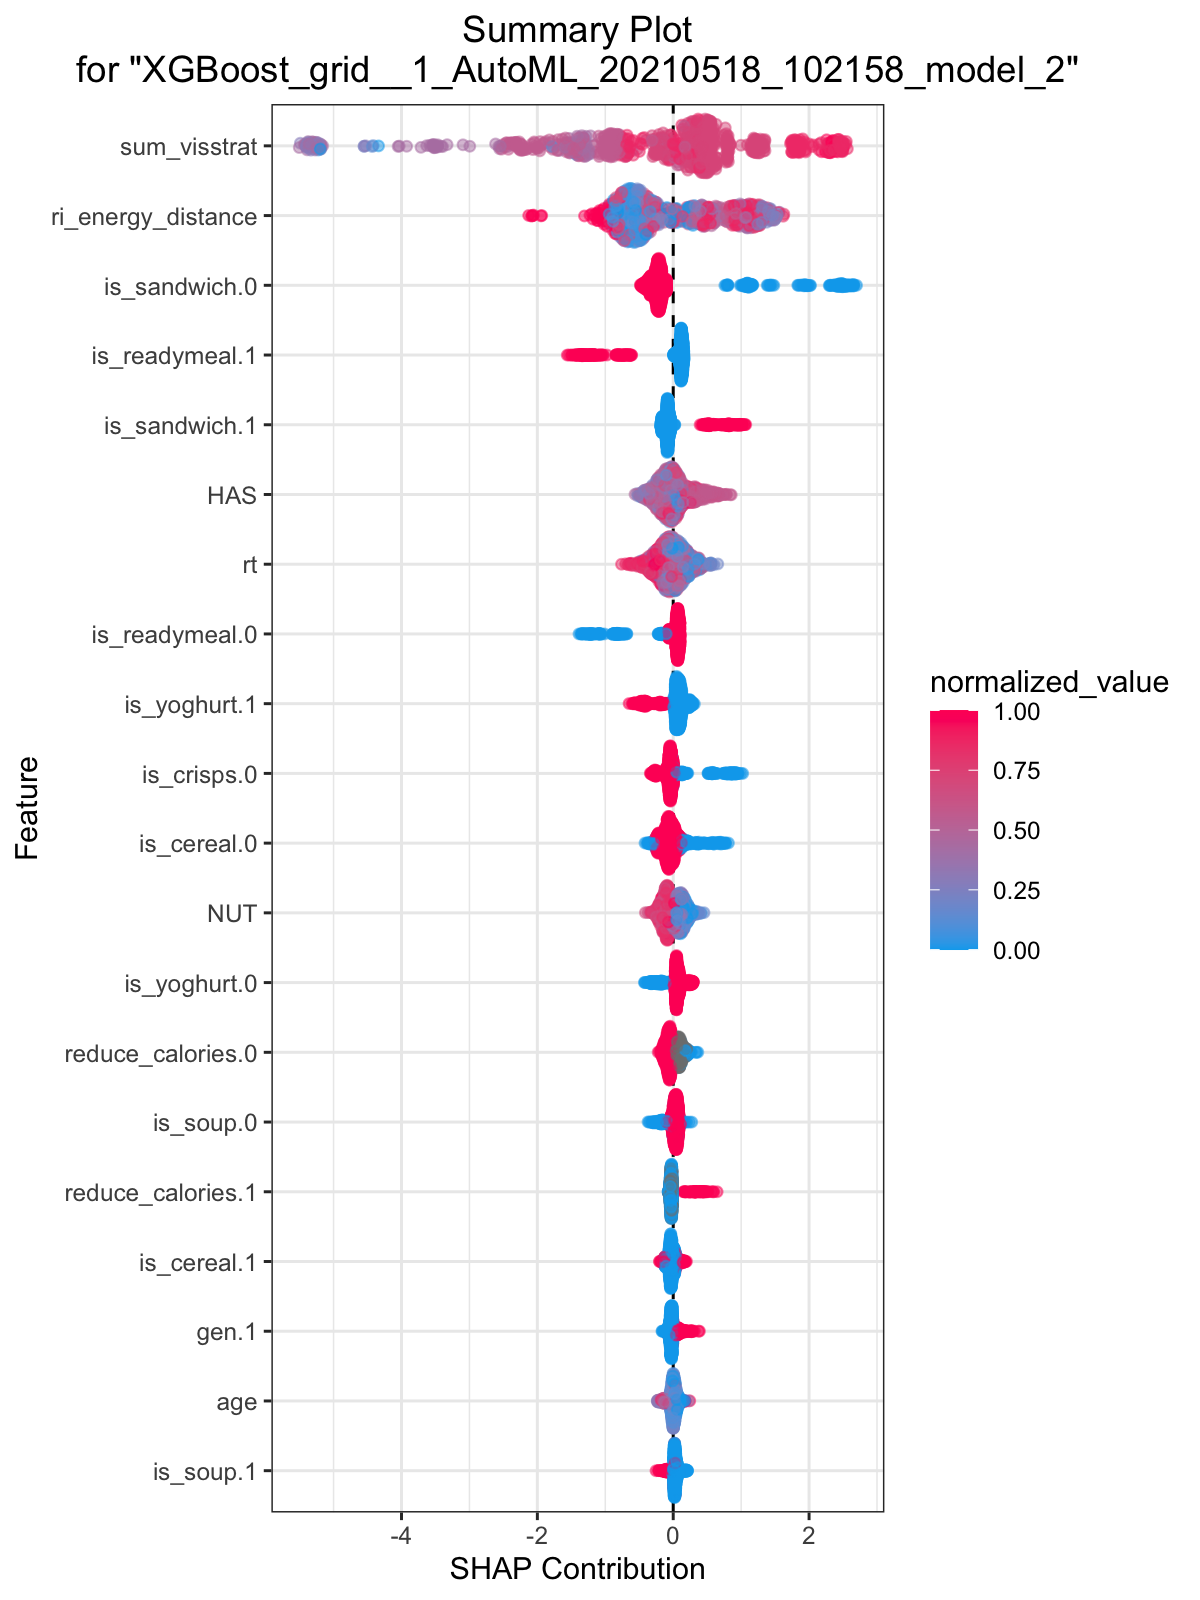 Summary Plot
for "XGBoost_grid__1_AutoML_20210518_102158_model_2"
Feature
sum_visstrat
ri_energy_distance
is_sandwich.0
is_readymeal.1
is_sandwich.1
HAS
rt
is_readymeal.0
is_yoghurt.1
is_crisps.0
is_cereal.0
NUT
is_yoghurt.0
reduce_calories.0
is_soup.0
reduce_calories.1
is_cereal.1
gen.1
age
is_soup.1
-4 -2 0 2
SHAP Contribution
normalized_value
1.00
0.75
0.50
0.25
0.00